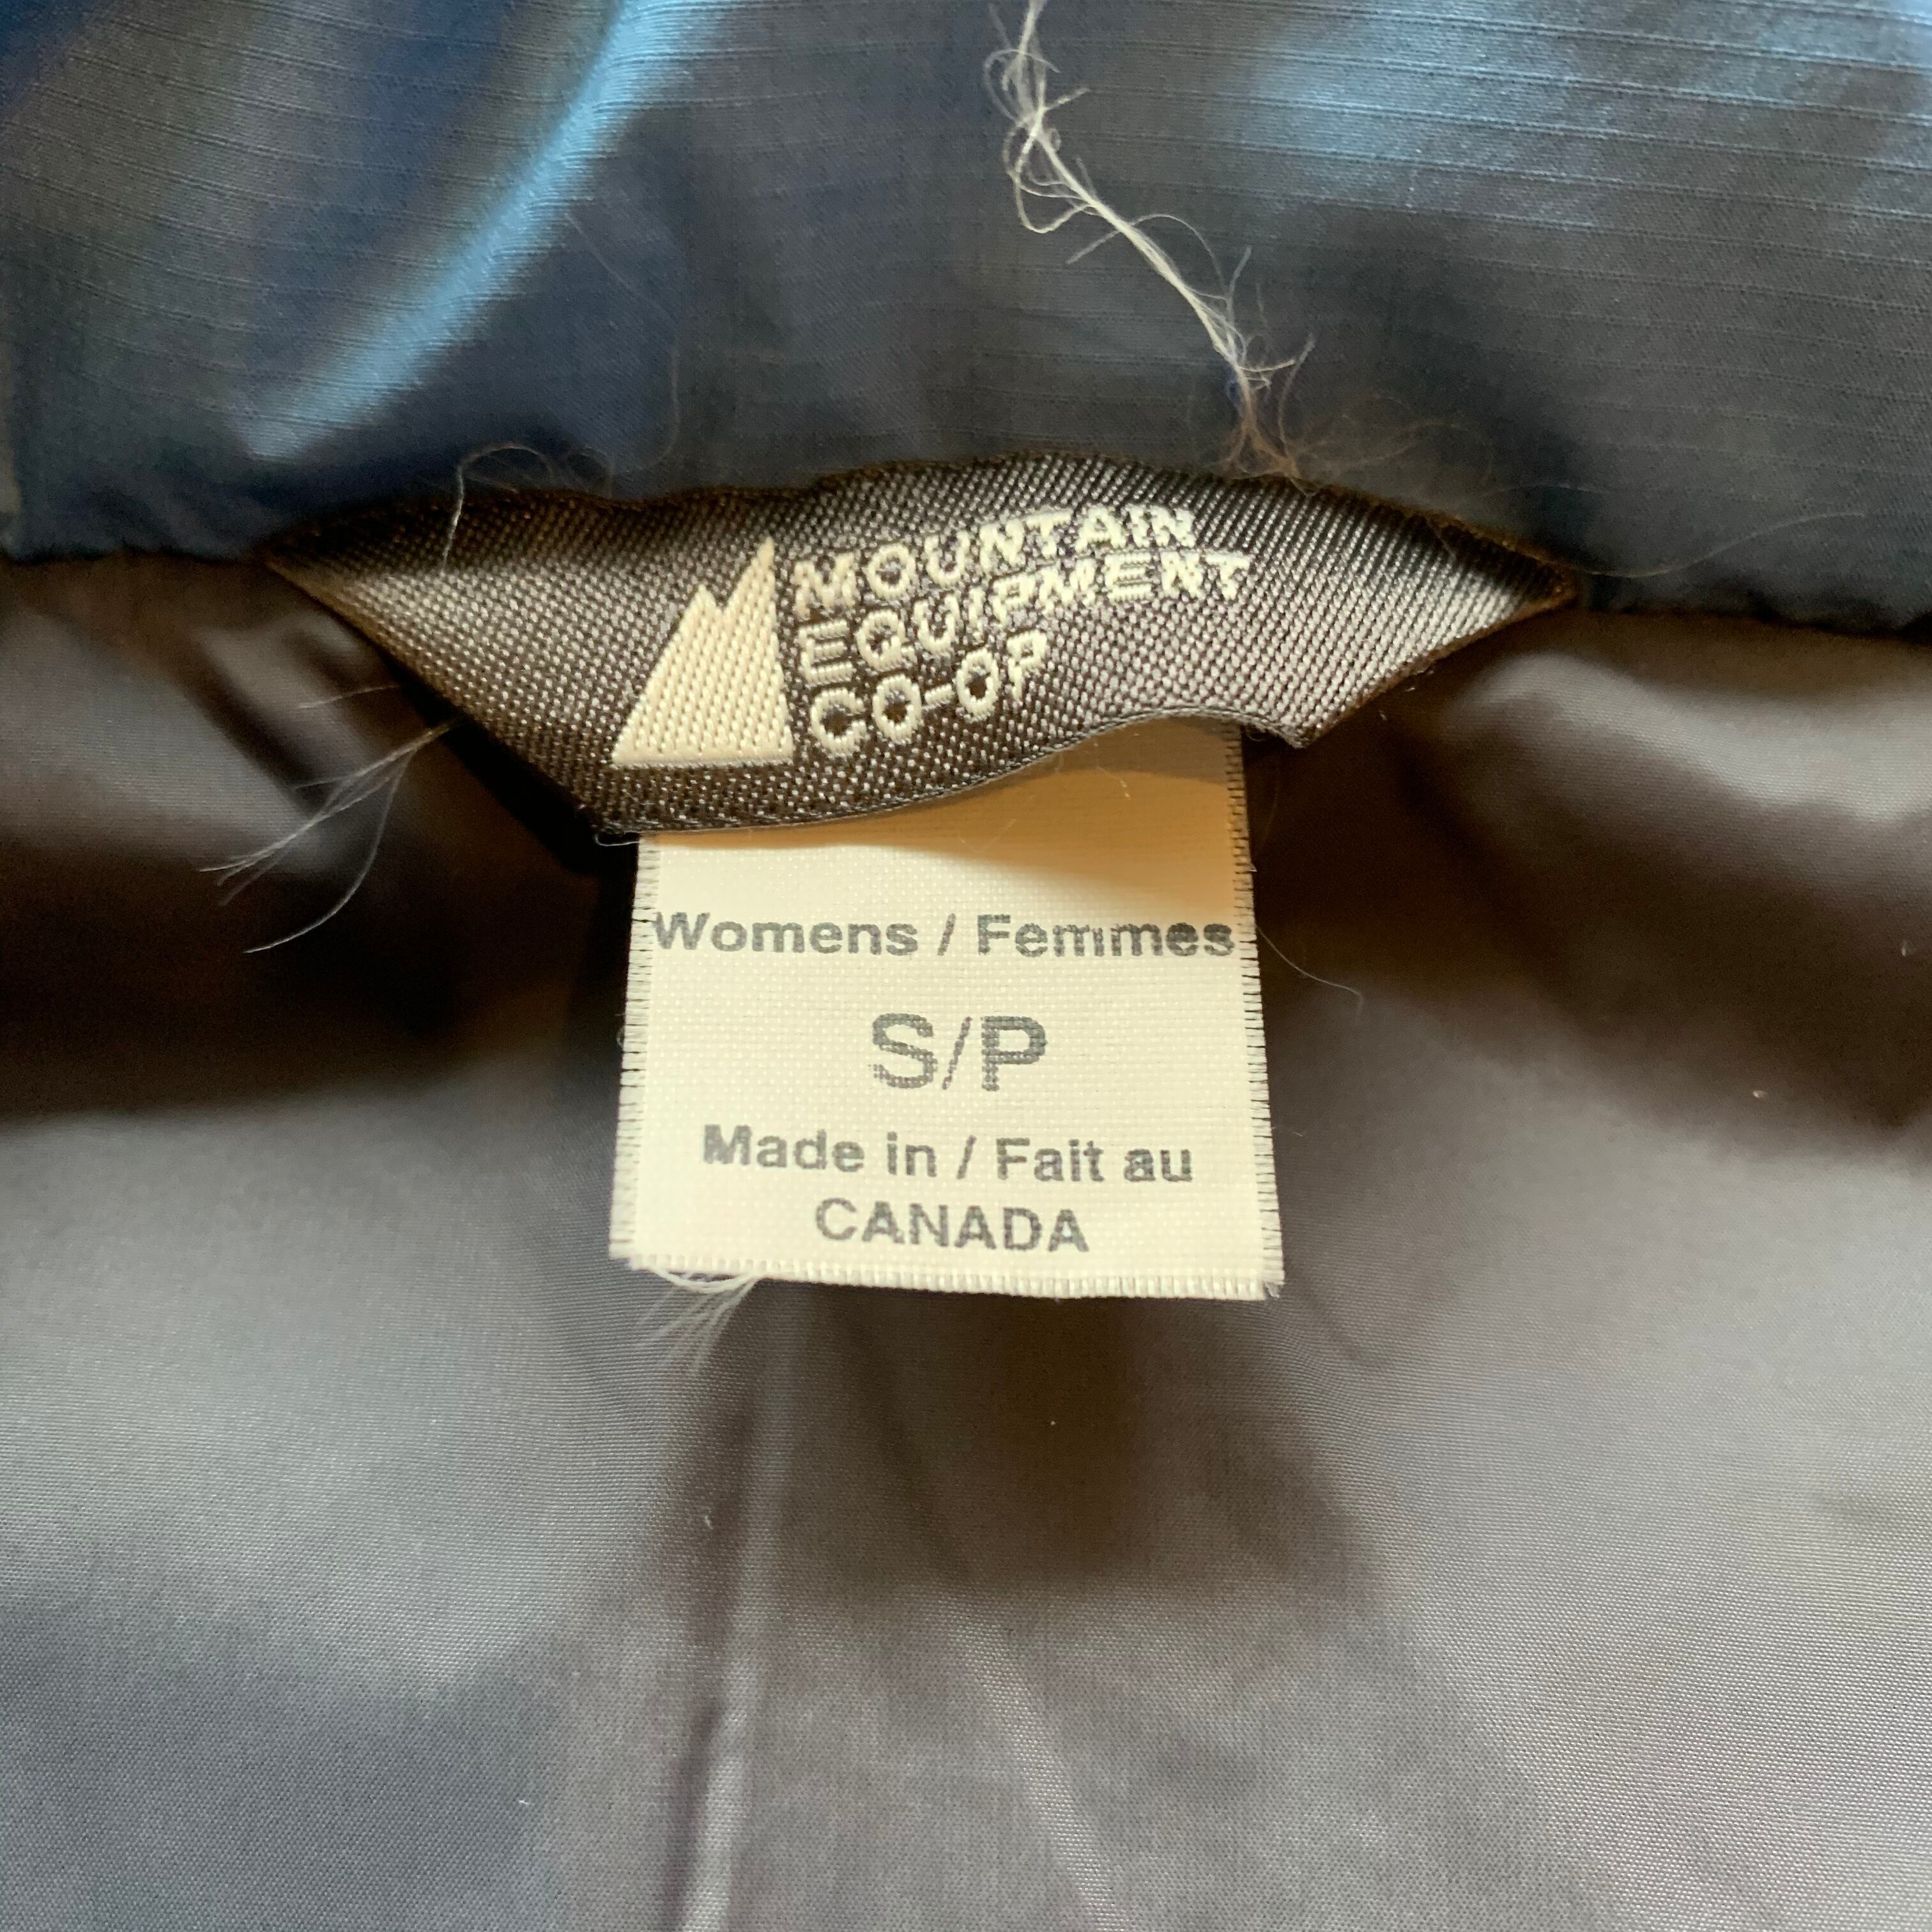 MOUNTAIN
EQUIPMENT
CO-OP
Womens / Femmes
S/P
Made in / Fait au
CANADA